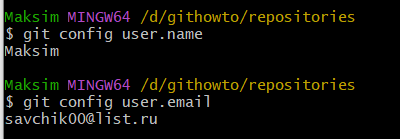 Maksim MINGW64 /d/githowto/repositories
$ git config user.name
Maksim
Maksim MINGW64 /d/githowto/repositories
$ git config user.email
savchik00@list.ru